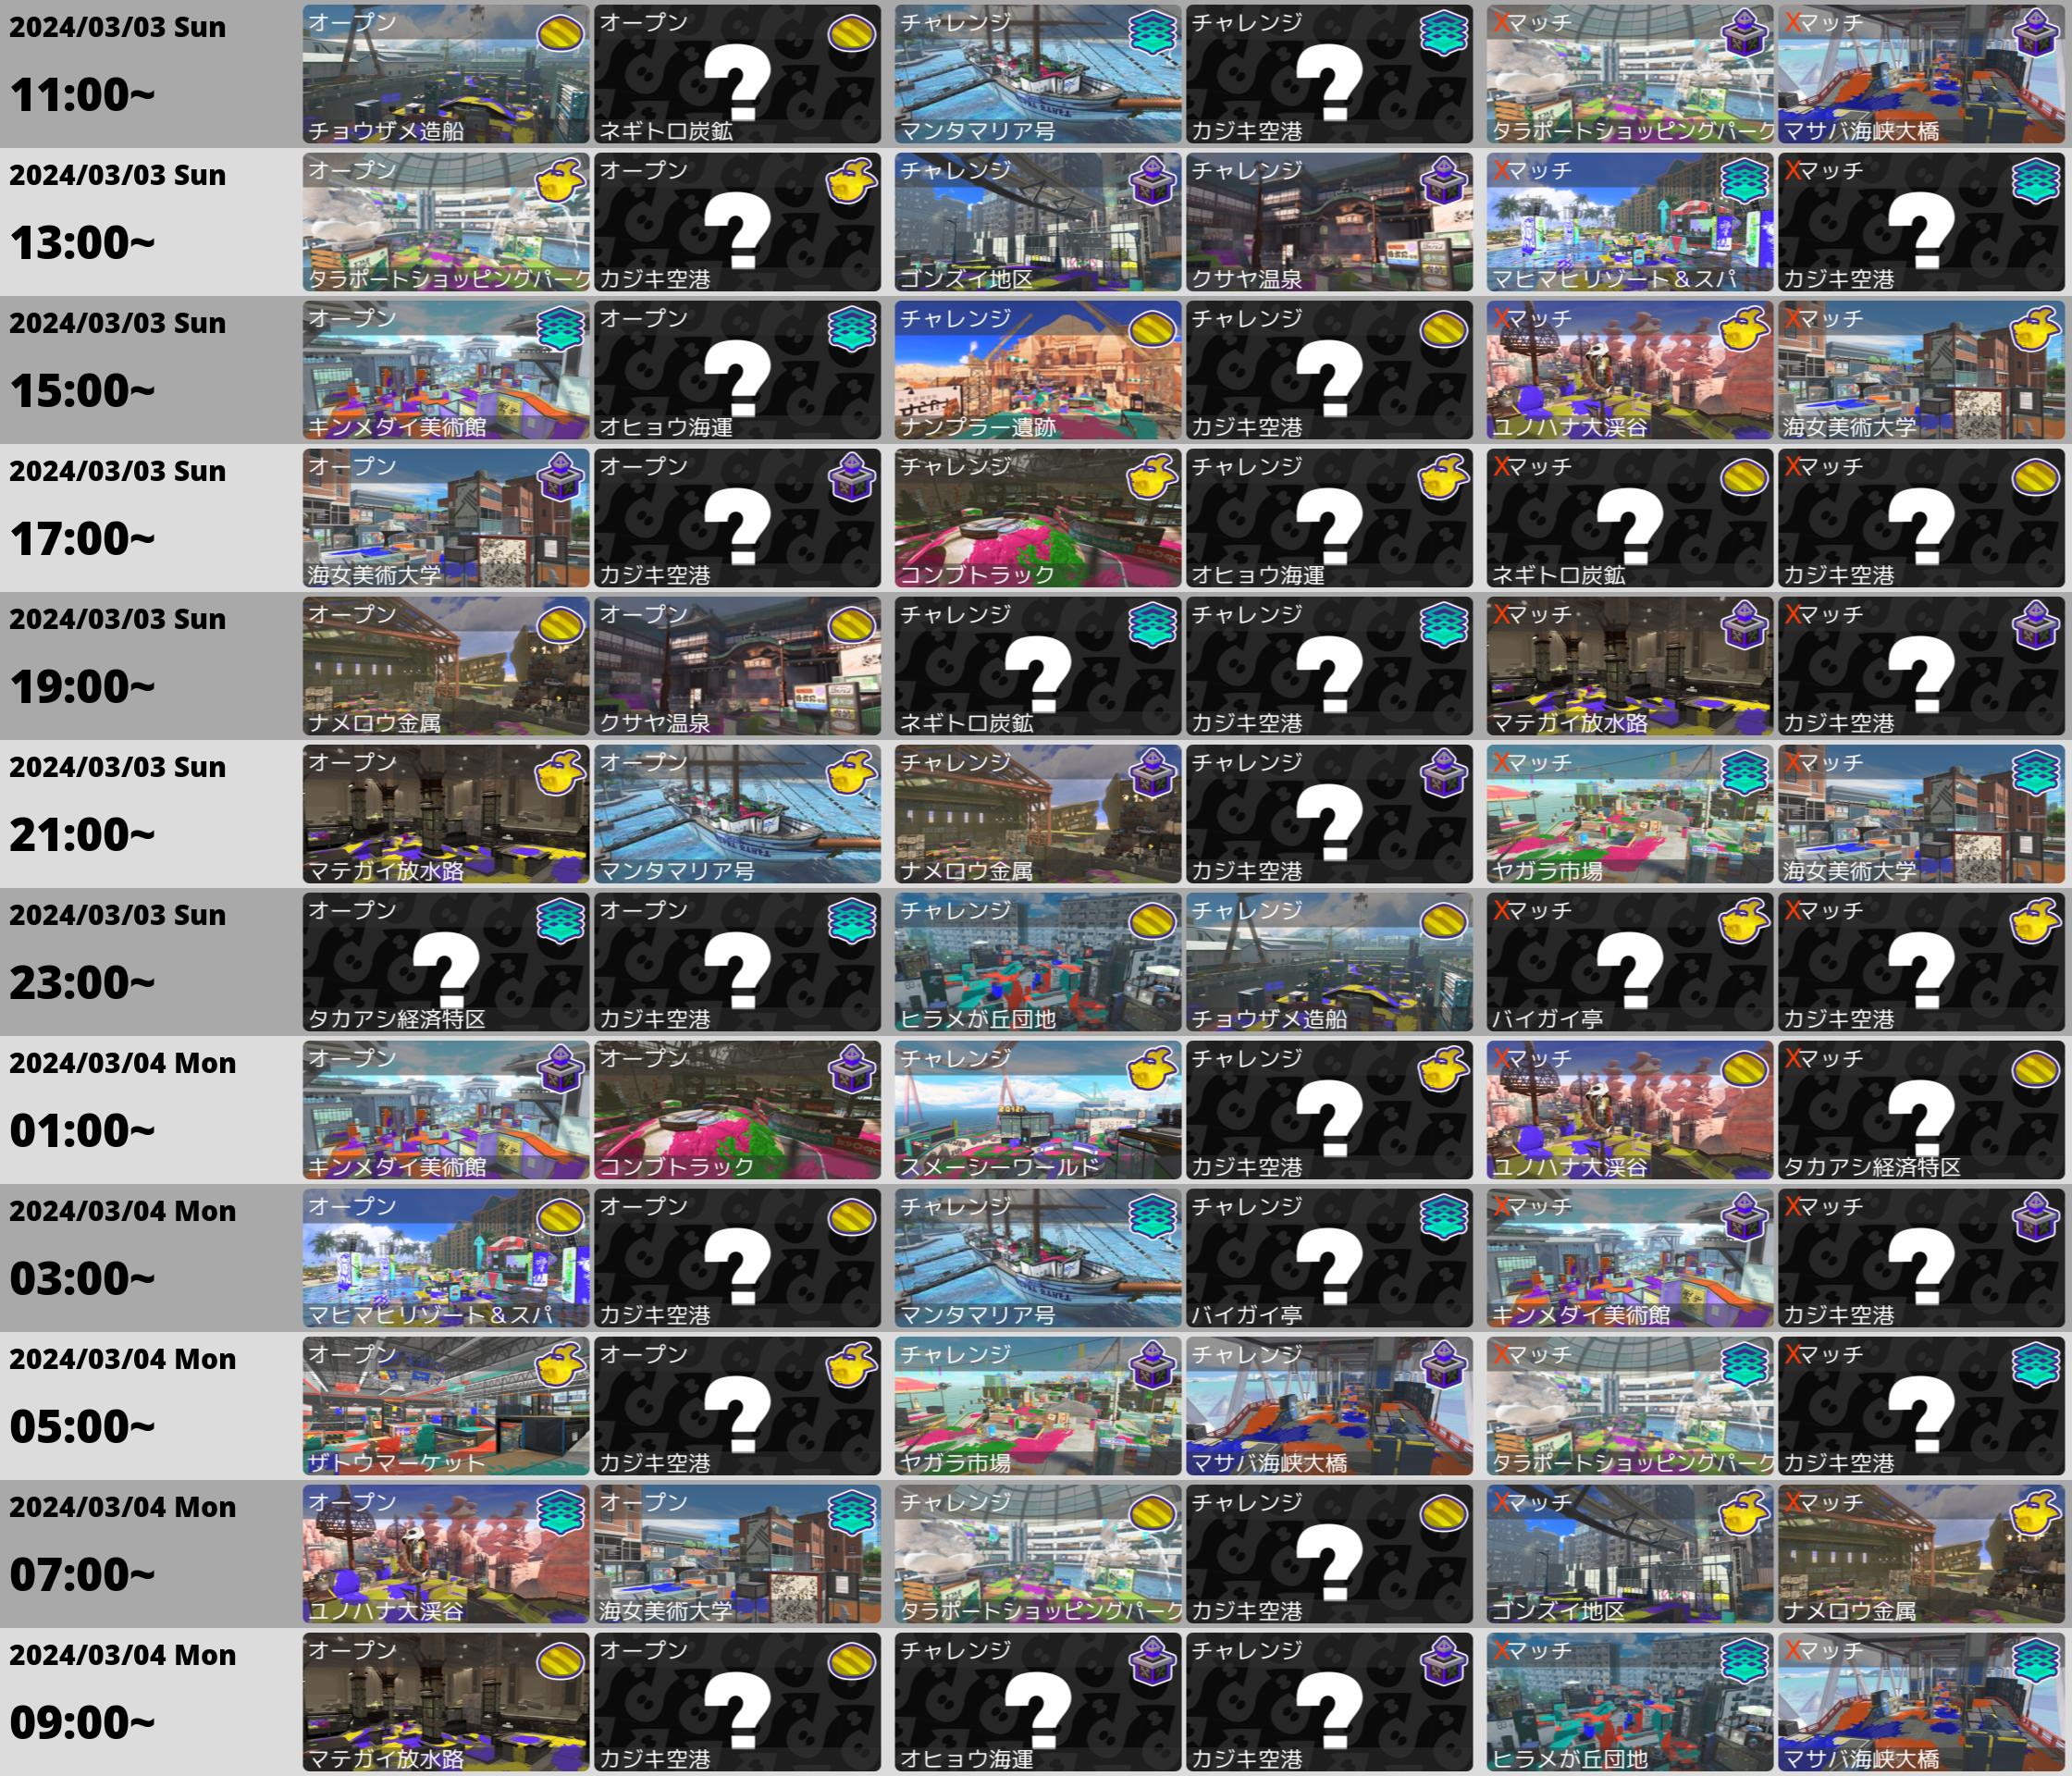 2024/03/03 Sun
11:00~
オープン
チョウザメ造船
オープン
ネギトロ炭鉱
チャレンジ
マンタマリア号
チャレンジ
カジキ空港
Xマッチ
タラポートショッピングパーク
Xマッチ
マサバ海峡大橋
2024/03/03 Sun
13:00~
オープン
タラポートショッピングパーク
オープン
カジキ空港
チャレンジ
ゴンズイ地区
チャレンジ
クサヤ温泉
Xマッチ
マヒマヒリゾート&スパ
Xマッチ
カジキ空港
2024/03/03 Sun
15:00~
オープン
キンメダイ美術館
オープン
オヒョウ海運
チャレンジ
ナンプラー遺跡
チャレンジ
カジキ空港
Xマッチ
ユノハナ大渓谷
Xマッチ
海女美術大学
2024/03/03 Sun
17:00~
オープン
海女美術大学
オープン
カジキ空港
チャレンジ
コンブトラック
チャレンジ
オヒョウ海運
Xマッチ
ネギトロ炭鉱
Xマッチ
カジキ空港
2024/03/03 Sun
19:00~
オープン
ナメロウ金属
オープン
クサヤ温泉
チャレンジ
ネギトロ炭鉱
チャレンジ
カジキ空港
Xマッチ
マテガイ放水路
Xマッチ
カジキ空港
2024/03/03 Sun
21:00~
オープン
マテガイ放水路
オープン
マンタマリア号
チャレンジ
ナメロウ金属
チャレンジ
カジキ空港
Xマッチ
ヤガラ市場
Xマッチ
海女美術大学
2024/03/03 Sun
23:00~
オープン
タカアシ経済特区
オープン
カジキ空港
チャレンジ
ヒラメが丘団地
チャレンジ
チョウザメ造船
Xマッチ
バイガイ亭
Xマッチ
カジキ空港
2024/03/04 Mon
01:00~
オープン
キンメダイ美術館
オープン
コンブトラック
チャレンジ
スメーシーワールド
チャレンジ
カジキ空港
Xマッチ
ユノハナ大渓谷
Xマッチ
タカアシ経済特区
2024/03/04 Mon
03:00~
オープン
マヒマヒリゾート&スパ
オープン
カジキ空港
チャレンジ
マンタマリア号
チャレンジ
バイガイ亭
Xマッチ
キンメダイ美術館
Xマッチ
カジキ空港
2024/03/04 Mon
05:00~
オープン
ザトウマーケット
オープン
カジキ空港
チャレンジ
ヤガラ市場
チャレンジ
マサバ海峡大橋
Xマッチ
タラポートショッピングパーク
Xマッチ
カジキ空港
2024/03/04 Mon
07:00~
オープン
ユノハナ大渓谷
オープン
海女美術大学
チャレンジ
タラポートショッピングパーク
チャレンジ
カジキ空港
Xマッチ
ゴンズイ地区
Xマッチ
ナメロウ金属
2024/03/04 Mon
09:00~
オープン
マテガイ放水路
オープン
カジキ空港
チャレンジ
オヒョウ海運
チャレンジ
カジキ空港
Xマッチ
ヒラメが丘団地
Xマッチ
マサバ海峡大橋